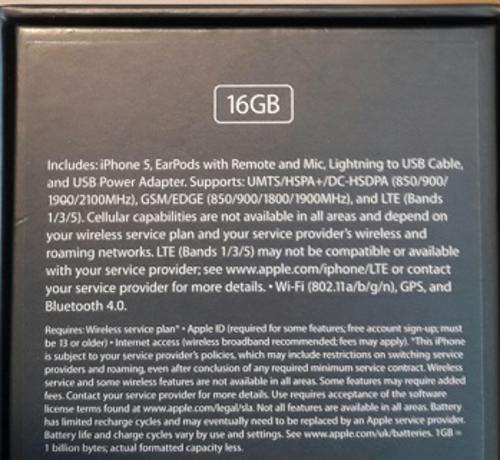 16GB
Includes: iPhone 5, EarPods with Remote and Mic, Lightning to USB Cable,
and USB Power Adapter. Supports: UMTS/HSPA+/DC-HSDPA (850/900/
1900/2100MHz), GSM/EDGE (850/900/1800/1900MHz), and LTE (Bands
1/3/5). Cellular capabilities are not available in all areas and depend on
your wireless service plan and your service provider's wireless and
roaming networks. LTE (Bands 1/3/5) may not be compatible or available
with your service provider; see www.apple.com/iphone/LTE or contact
your service provider for more details. • Wi-Fi (802.11a/b/g/n), GPS, and
Bluetooth 4.0.
Requires: Wireless service plan* • Apple ID (required for some features; free account sign-up; must
be 13 or older) • Internet access (wireless broadband recommended; fees may apply). *This iPhone
is subject to your service provider's policies, which may include restrictions on switching service
providers and roaming, even after conclusion of any required minimum service contract. Wireless
service and some wireless features are not available in all areas. Some features may require added
fees. Contact your service provider for more details. Use requires acceptance of the software
license terms found at www.apple.com/legal/sla. Not all features are available in all areas. Battery
has limited recharge cycles and may eventually need to be replaced by an Apple service provider.
Battery life and charge cycles vary by use and settings. See www.apple.com/uk/batteries. 1GB =
1 billion bytes; actual formatted capacity less.